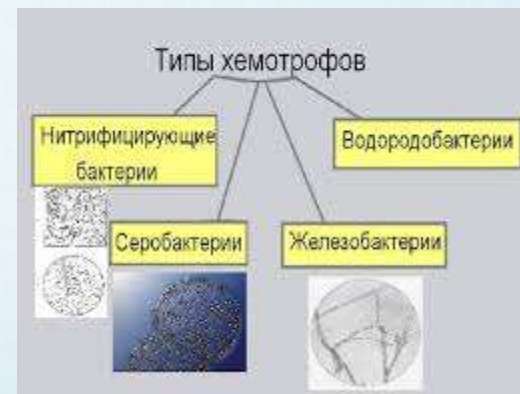 Типы хемотрофов
Нитрифицирующие
бактерии
Водородобактерии
Серобактерии
Железобактерии